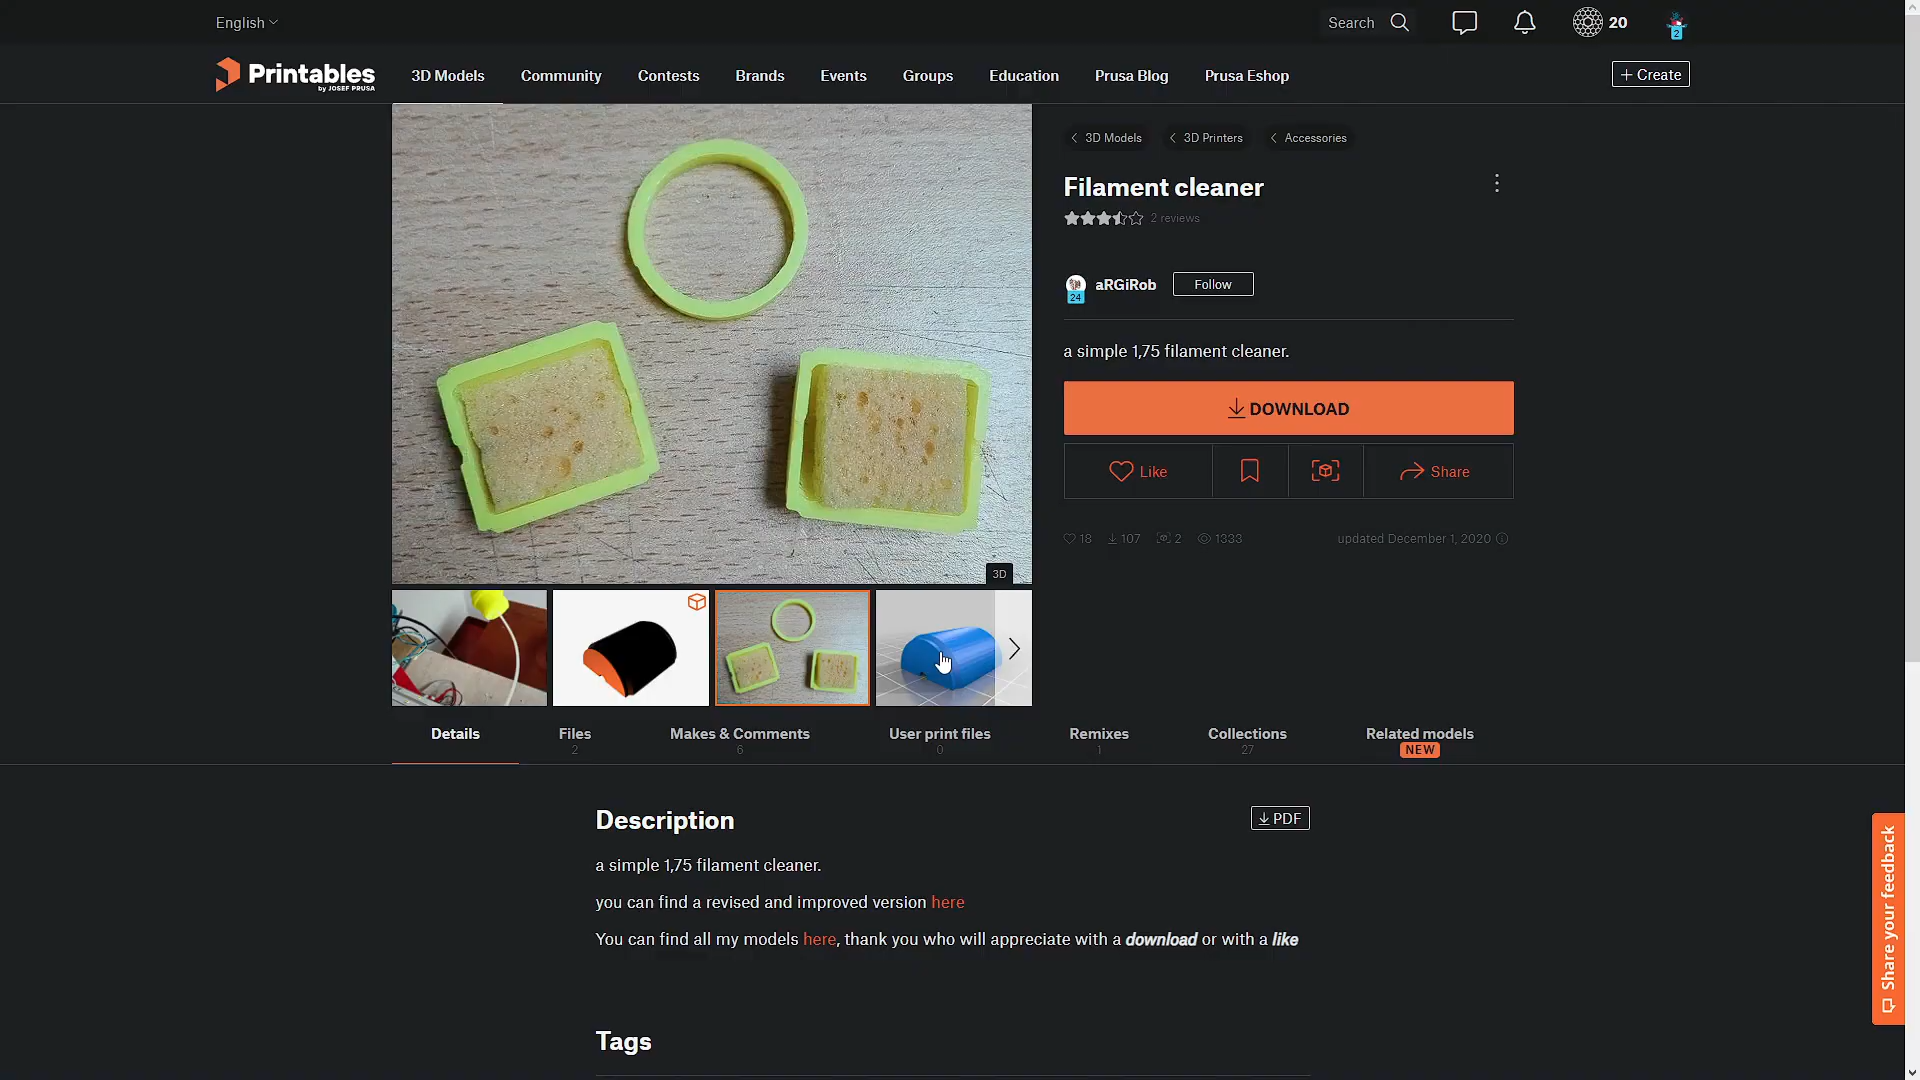 English
Search
20
2
Printables
by JOSEF PRUSA
3D Models
Community
Contests
Brands
Events
Groups
Education
Prusa Blog
Prusa Eshop
+ Create
3D Models
3D Printers
Accessories
Filament cleaner
2 reviews
24
aRGiRob
Follow
a simple 1,75 filament cleaner.
DOWNLOAD
Like
Share
18
107
2
1333
updated December 1, 2020
3D
Details
Files
2
Makes & Comments
6
User print files
0
Remixes
1
Collections
27
Related models
NEW
Description
PDF
a simple 1,75 filament cleaner.
you can find a revised and improved version here
You can find all my models here, thank you who will appreciate with a download or with a like
Share your feedback
Tags